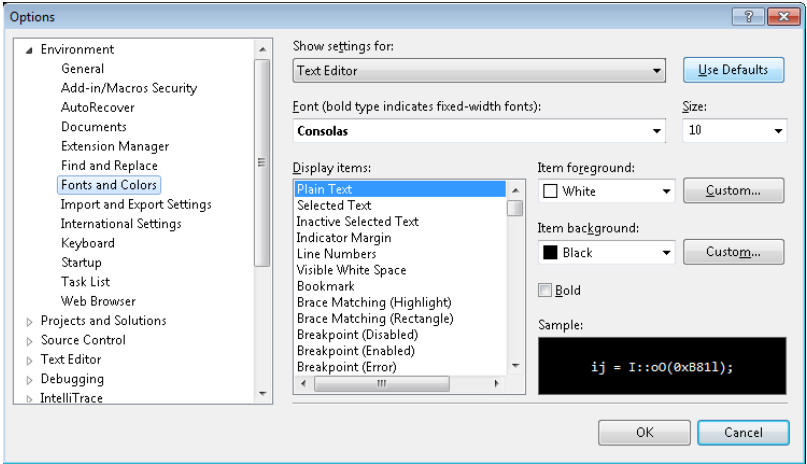 Options
Environment
General
Add-in/Macros Security
AutoRecover
Documents
Extension Manager
Find and Replace
Fonts and Colors
Import and Export Settings
International Settings
Keyboard
Startup
Task List
Web Browser
Projects and Solutions
Source Control
Text Editor
Debugging
IntelliTrace
Show settings for:
Text Editor
Use Defaults
Font (bold type indicates fixed-width fonts):
Size:
Consolas
10
Display items:
Plain Text
Selected Text
Inactive Selected Text
Indicator Margin
Line Numbers
Visible White Space
Bookmark
Brace Matching (Highlight)
Brace Matching (Rectangle)
Breakpoint (Disabled)
Breakpoint (Enabled)
Breakpoint (Error)
Item foreground:
White
Custom...
Item background:
Black
Custom...
Bold
Sample:
ij = I::oO(0xB81l);
OK
Cancel